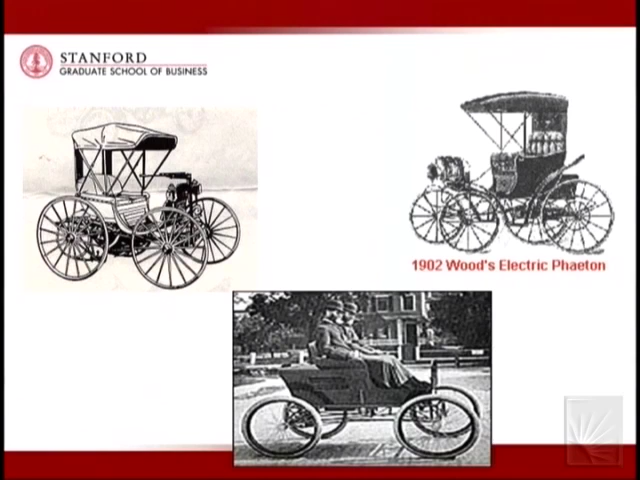 STANFORD
GRADUATE SCHOOL OF BUSINESS
1902 Wood's Electric Phaeton